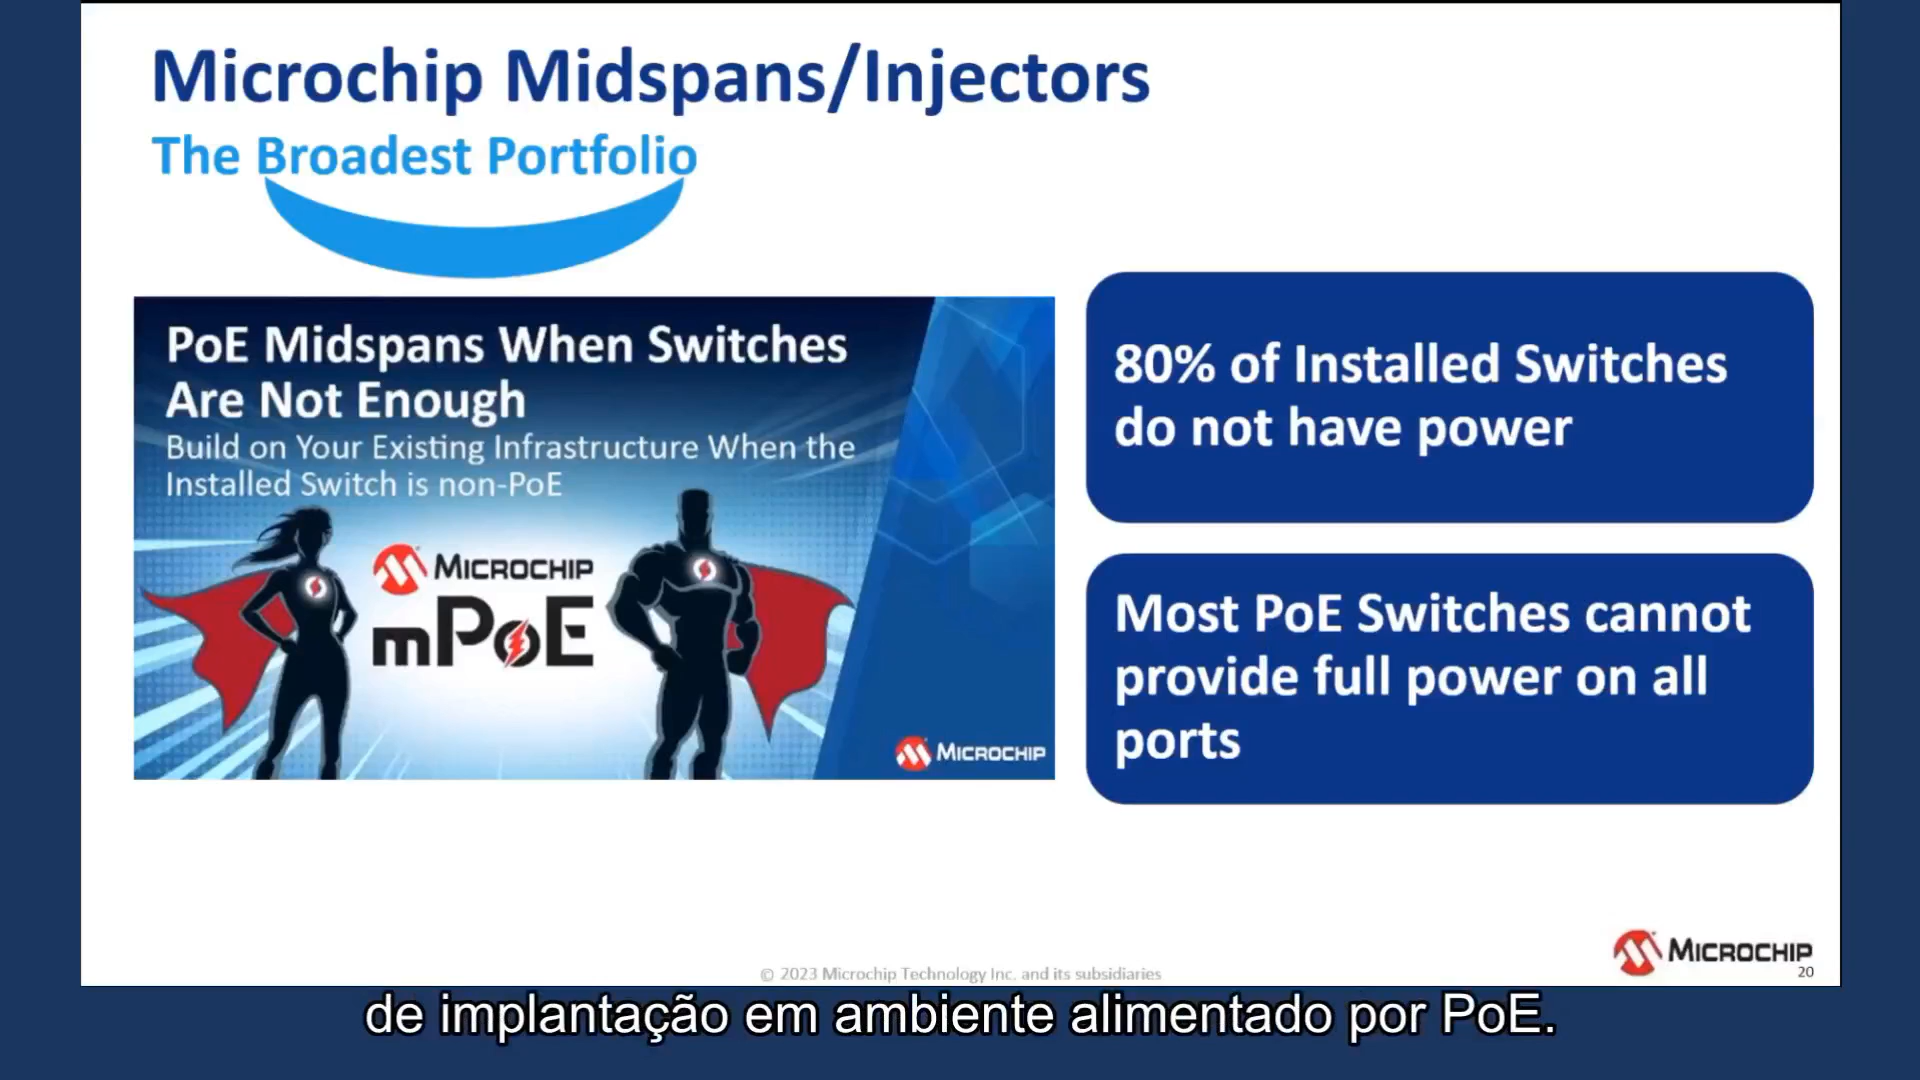 Microchip Midspans/Injectors
The Broadest Portfolio
PoE Midspans When Switches
Are Not Enough
Build on Your Existing Infrastructure When the
Installed Switch is non-PoE
MICROCHIP
mPoE
MICROCHIP
80% of Installed Switches
do not have power
Most PoE Switches cannot
provide full power on all
ports
MICROCHIP
20
© 2023 Microchip Technology Inc. and its subsidiaries
de implantação em ambiente alimentado por PoE.